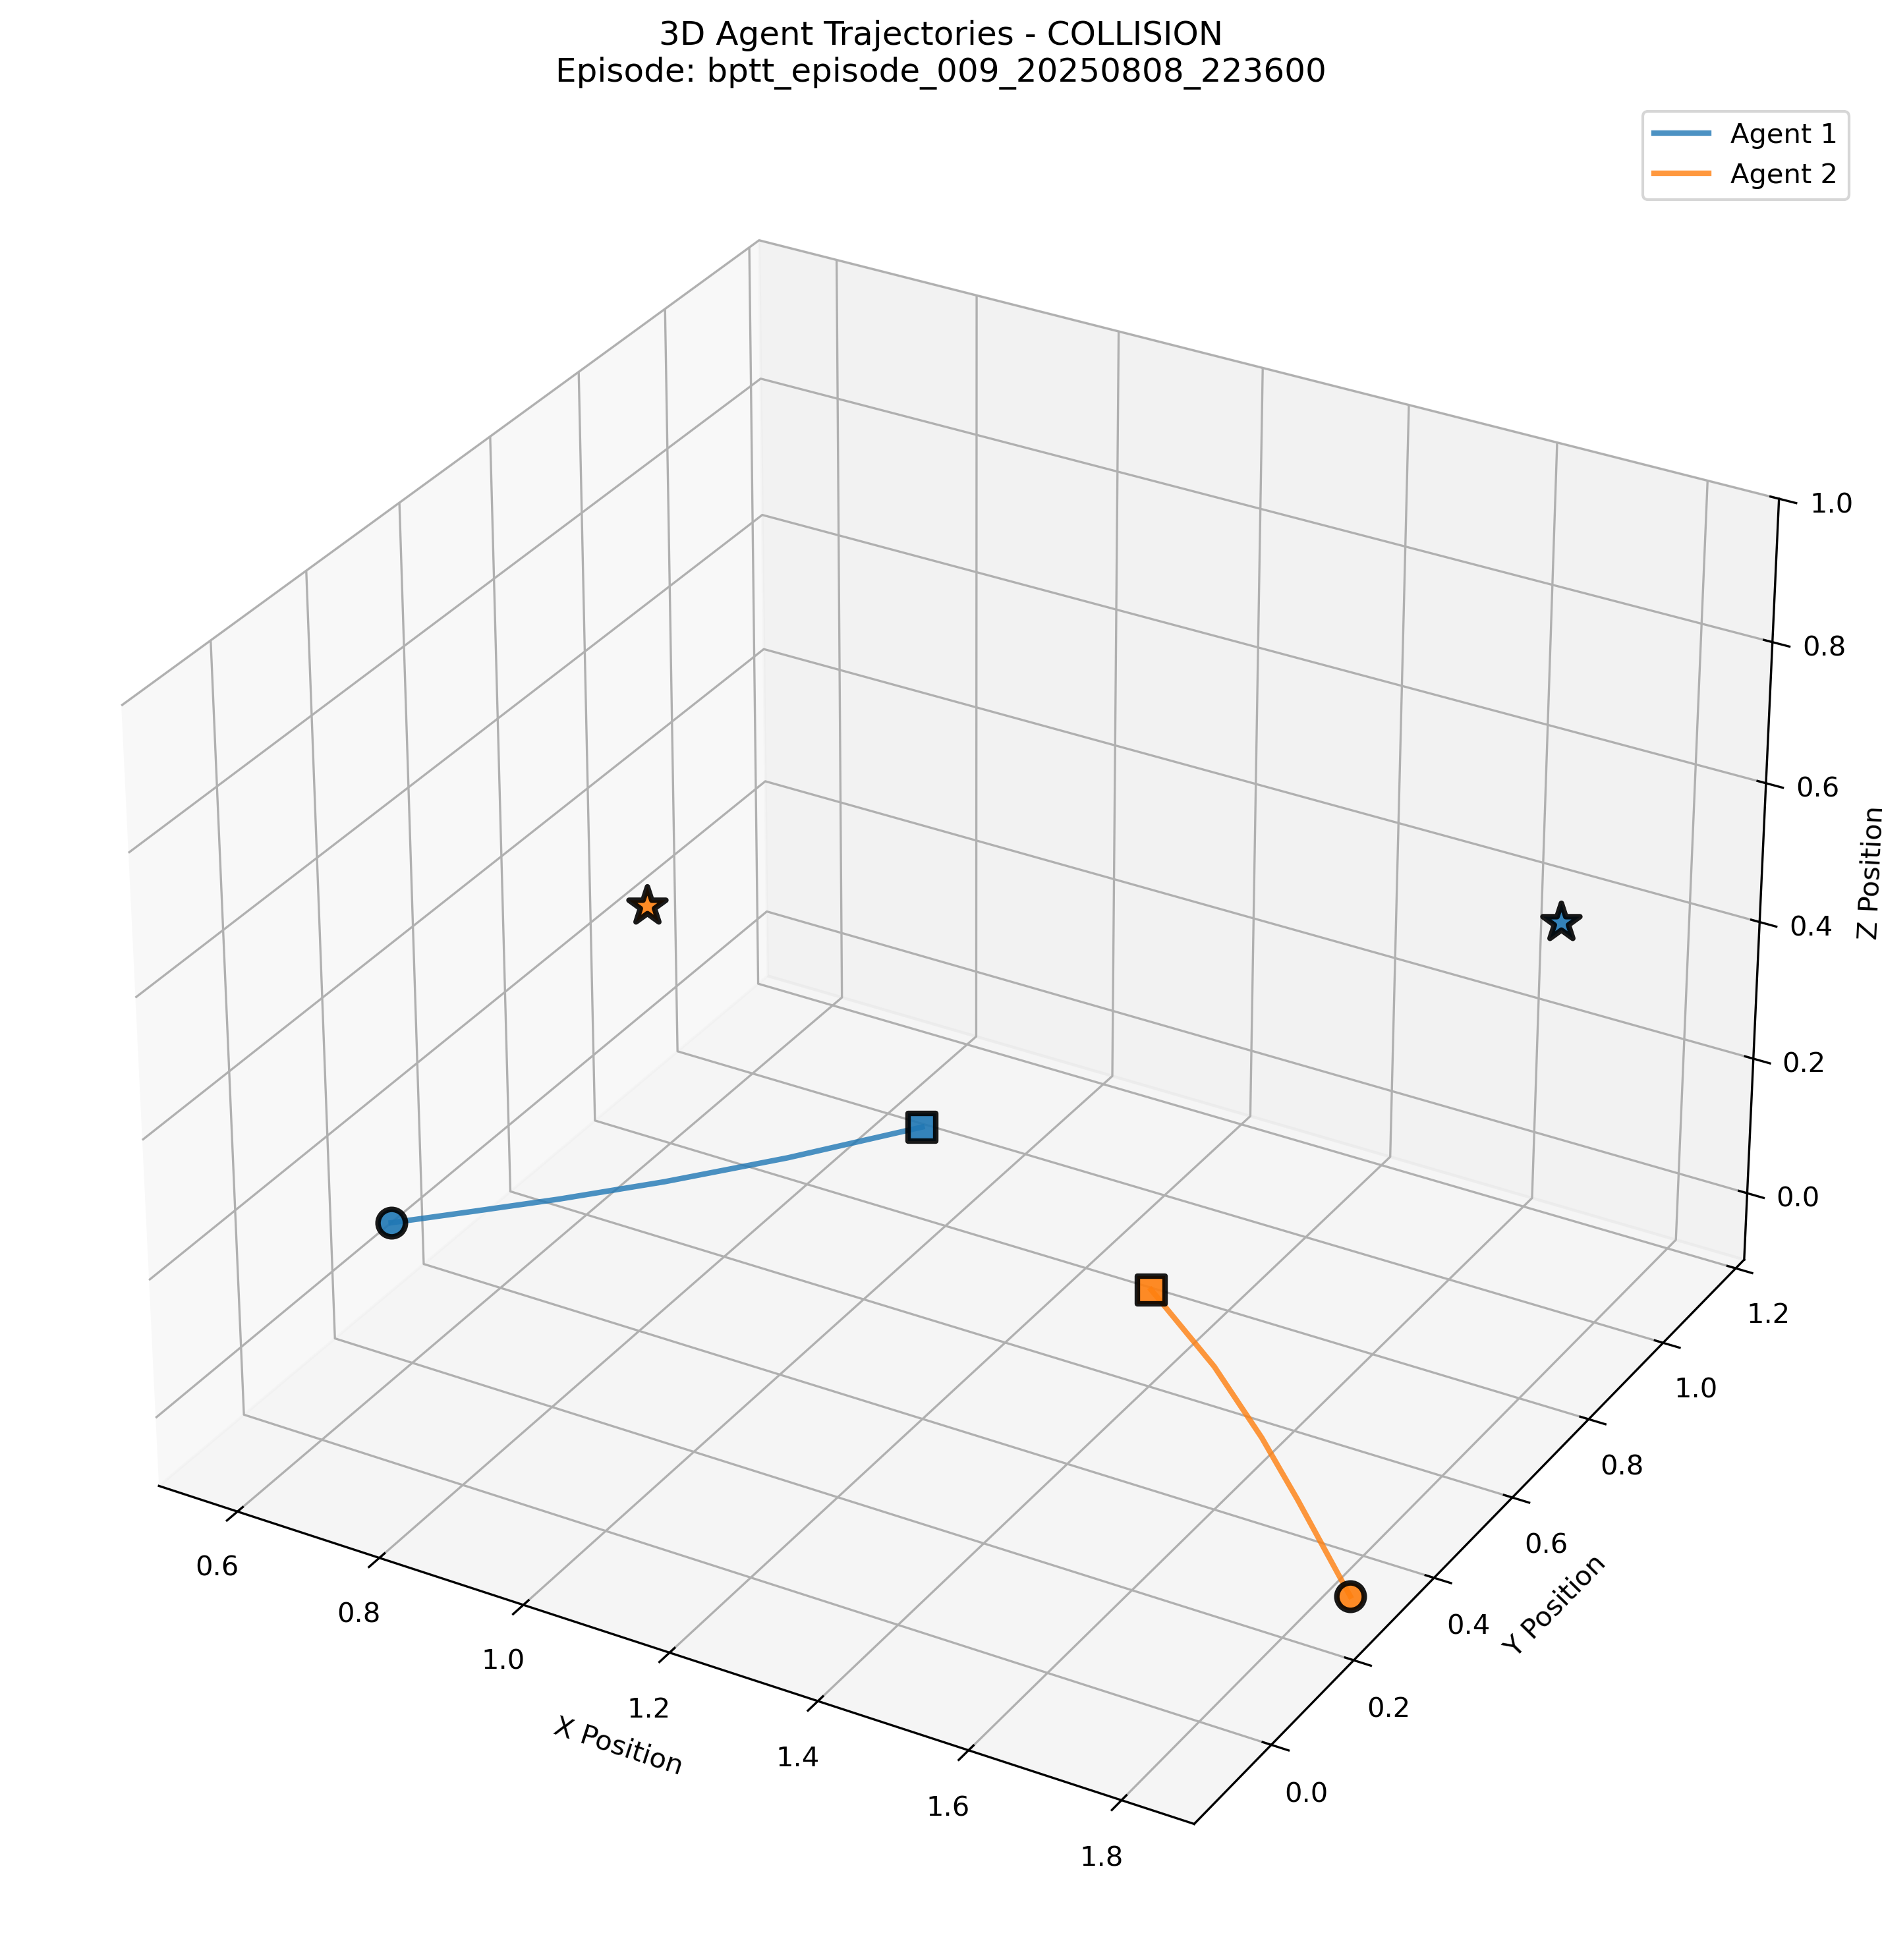 3D Agent Trajectories - COLLISION
Episode: bptt_episode_009_20250808_223600
Agent 1
Agent 2
1.0
0.8
0.6
0.4
0.2
0.0
Z Position
1.2
1.0
0.8
0.6
0.4
0.2
0.0
Y Position
0.6
0.8
1.0
1.2
1.4
1.6
1.8
X Position